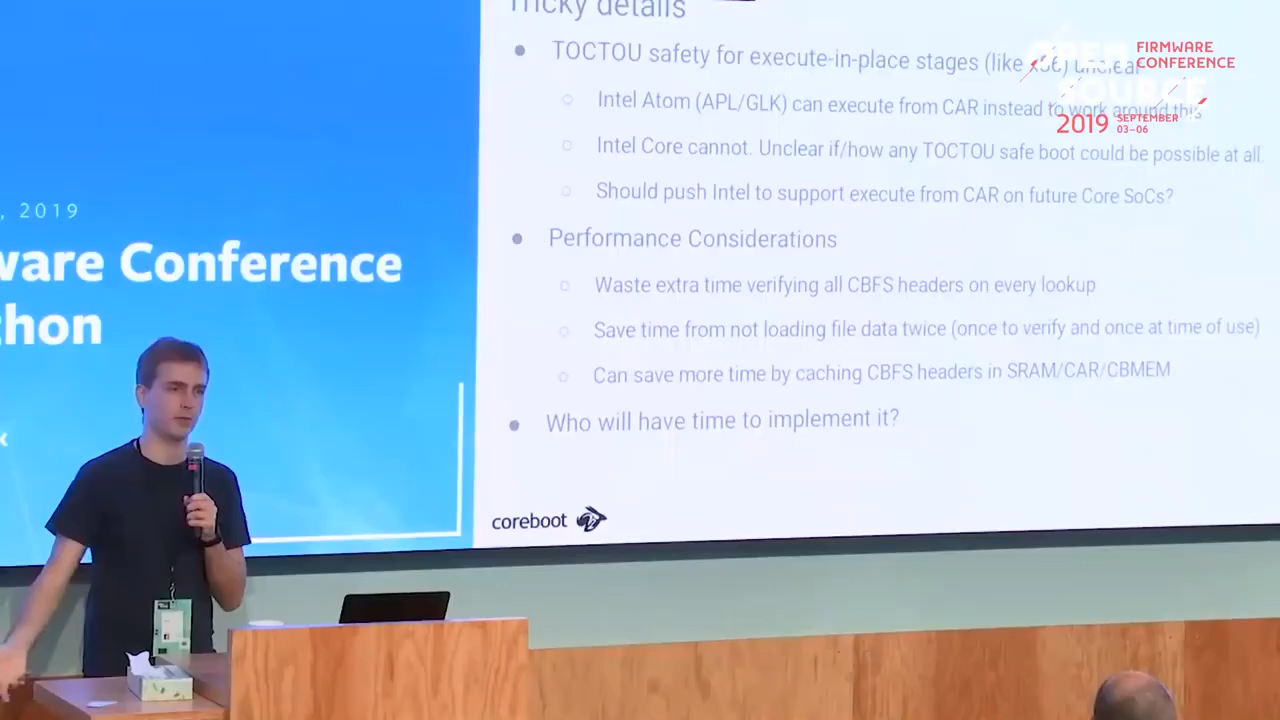 Tricky details
TOCTOU safety for execute-in-place stages (like x86) unclear
Intel Atom (APL/GLK) can execute from CAR instead to work around this
Intel Core cannot. Unclear if/how any TOCTOU safe boot could be possible at all.
Should push Intel to support execute from CAR on future Core SoCs?
Performance Considerations
Waste extra time verifying all CBFS headers on every lookup
Save time from not loading file data twice (once to verify and once at time of use)
Can save more time by caching CBFS headers in SRAM/CAR/CBMEM
Who will have time to implement it?
coreboot
OPEN
SOURCE
FIRMWARE
CONFERENCE
2019 SEPTEMBER
03–06
, 2019
ware Conference
thon